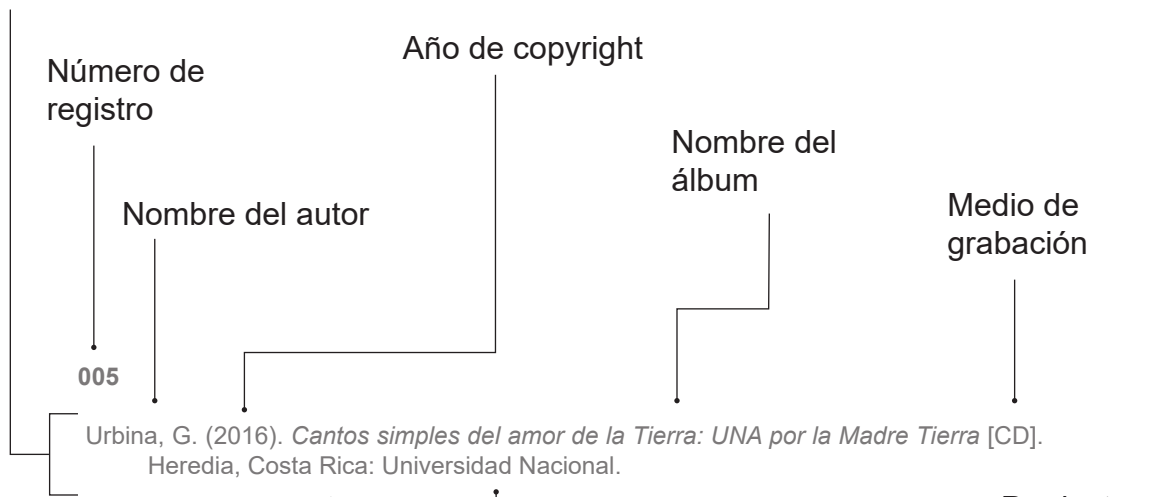 Número de
registro
Año de copyright
Nombre del
álbum
Nombre del autor
Medio de
grabación
005
Urbina, G. (2016). Cantos simples del amor de la Tierra: UNA por la Madre Tierra [CD].
Heredia, Costa Rica: Universidad Nacional.